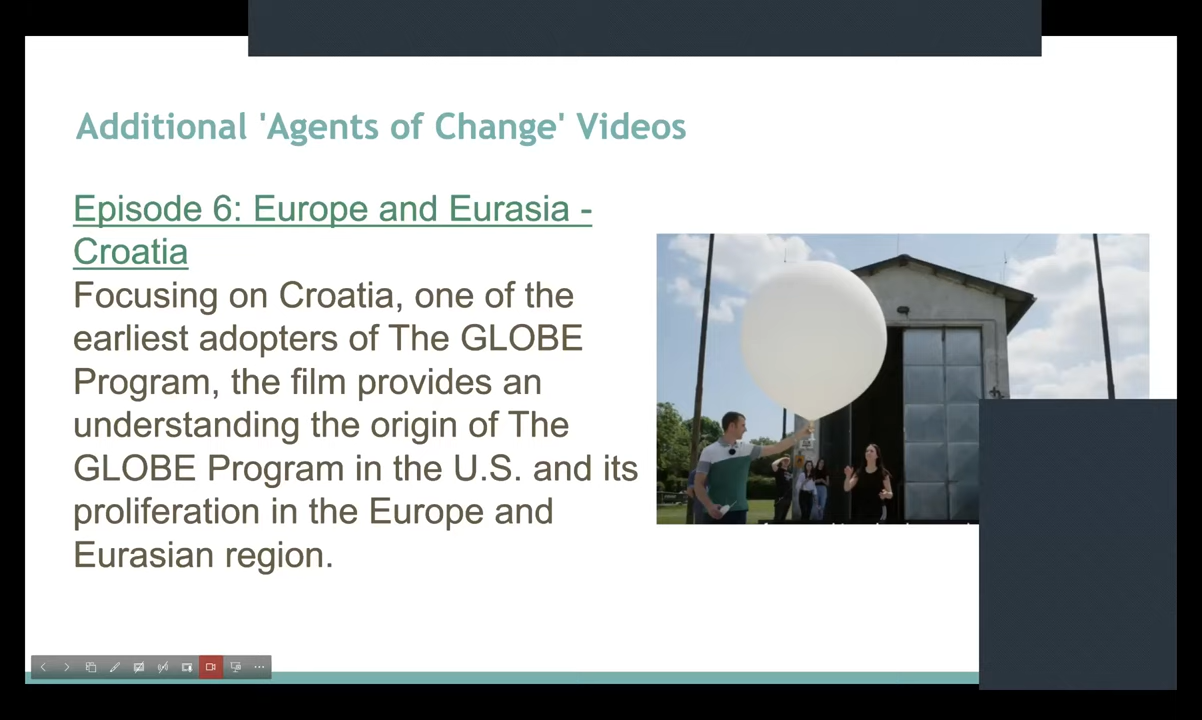 Additional 'Agents of Change' Videos
Episode 6: Europe and Eurasia -
Croatia
Focusing on Croatia, one of the
earliest adopters of The GLOBE
Program, the film provides an
understanding the origin of The
GLOBE Program in the U.S. and its
proliferation in the Europe and
Eurasian region.